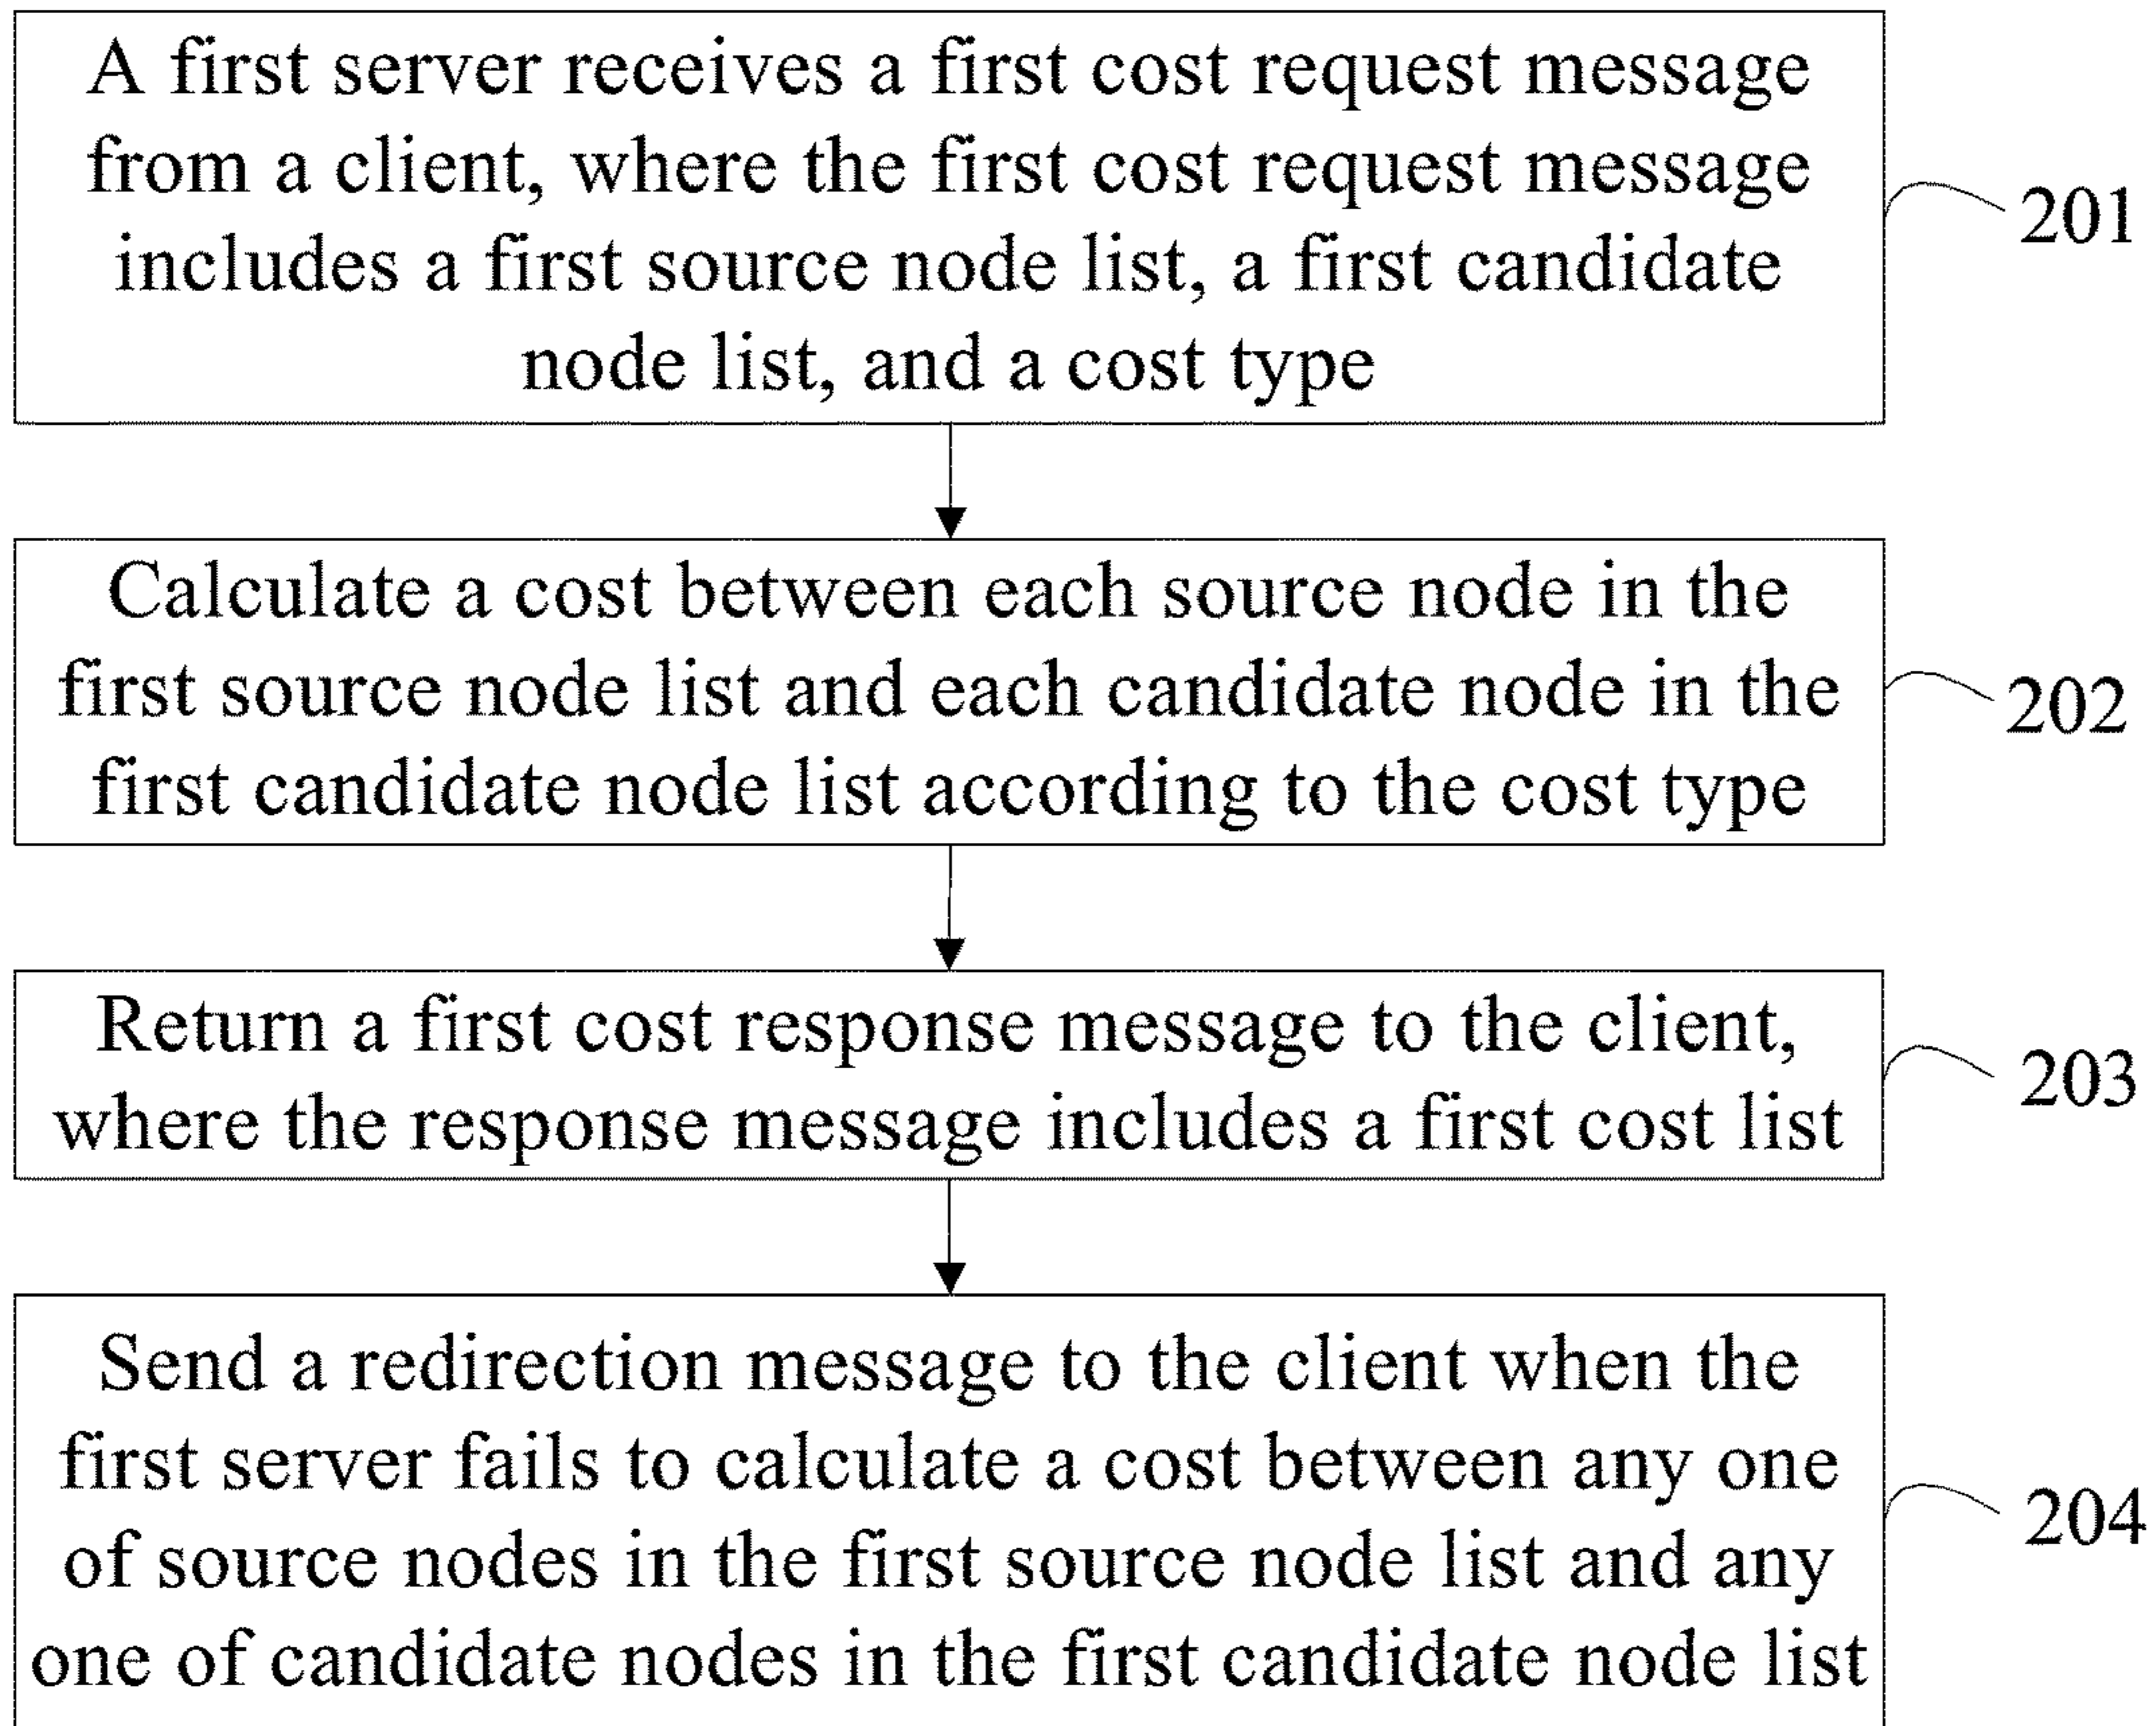 A first server receives a first cost request message
from a client, where the first cost request message
includes a first source node list, a first candidate
node list, and a cost type
201
Calculate a cost between each source node in the
first source node list and each candidate node in the
first candidate node list according to the cost type
202
Return a first cost response message to the client,
where the response message includes a first cost list
203
Send a redirection message to the client when the
first server fails to calculate a cost between any one
of source nodes in the first source node list and any
one of candidate nodes in the first candidate node list
204